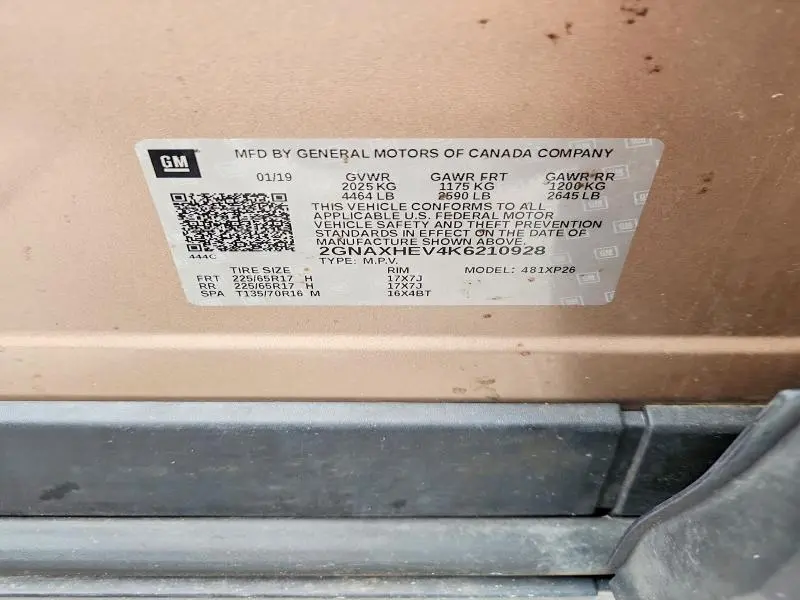 GM
MFD BY GENERAL MOTORS OF CANADA COMPANY
01/19 GVWR GAWR FRT GAWR RR
2025 KG 1175 KG 1200 KG
4464 LB 2590 LB 2645 LB
THIS VEHICLE CONFORMS TO ALL
APPLICABLE U.S. FEDERAL MOTOR
VEHICLE SAFETY AND THEFT PREVENTION
STANDARDS IN EFFECT ON THE DATE OF
MANUFACTURE SHOWN ABOVE.
444C
2GNAXHEV4K6210928
TYPE: M.P.V.
TIRE SIZE RIM MODEL: 481XP26
FRT 225/65R17 H 17X7J
RR 225/65R17 H 17X7J
SPA T135/70R16 M 16X4BT